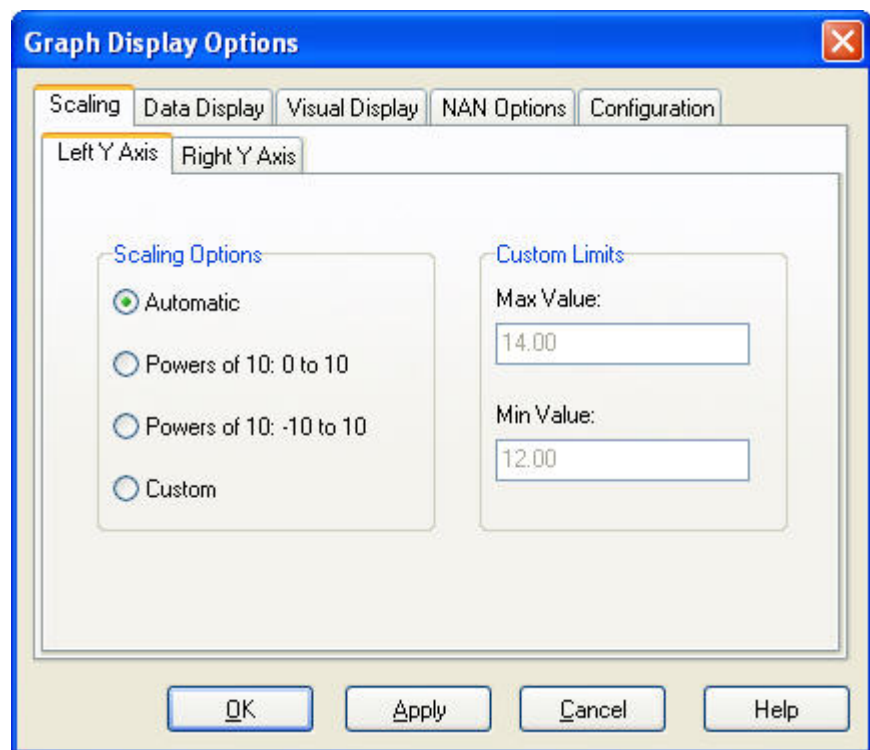 Graph Display Options
Scaling Data Display Visual Display NAN Options Configuration
Left Y Axis Right Y Axis
Scaling Options
Automatic
Powers of 10: 0 to 10
Powers of 10: -10 to 10
Custom
Custom Limits
Max Value:
14.00
Min Value:
12.00
OK Apply Cancel Help